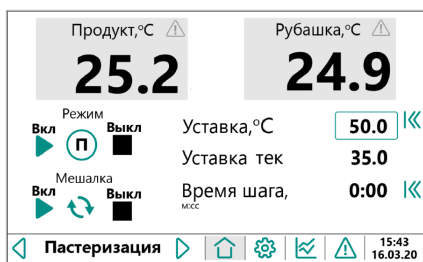 Продукт,°C Рубашка,°C
25.2 24.9
Режим
Вкл П Выкл
Уставка,°C 50.0
Уставка тек 35.0
Мешалка
Вкл Выкл
Время шага, 0:00
м:сс
Пастеризация 15:43
16.03.20